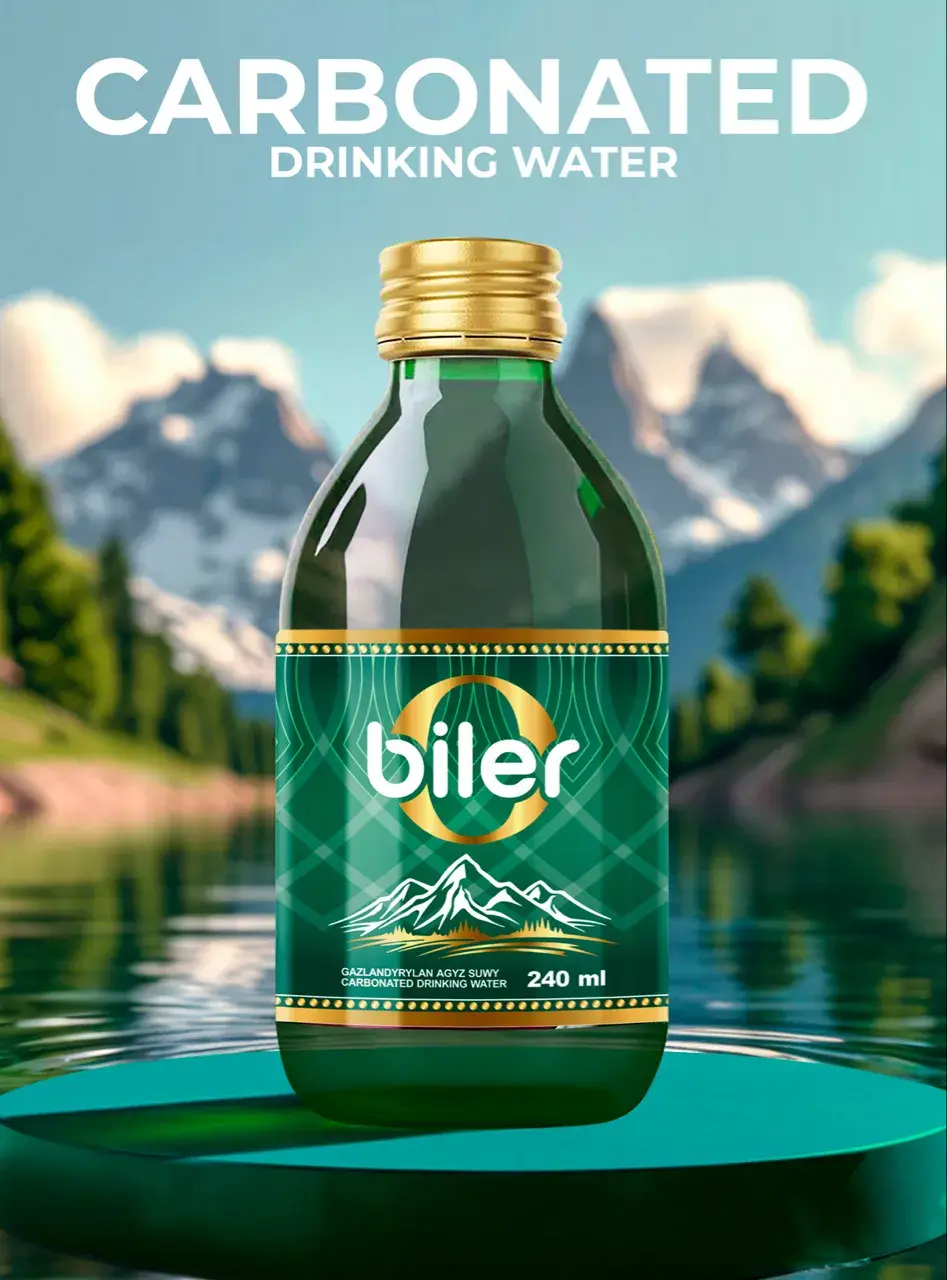 CARBONATED
DRINKING WATER
biler
GAZLANDYRYLAN AGYZ SUWY
CARBONATED DRINKING WATER
240 ml